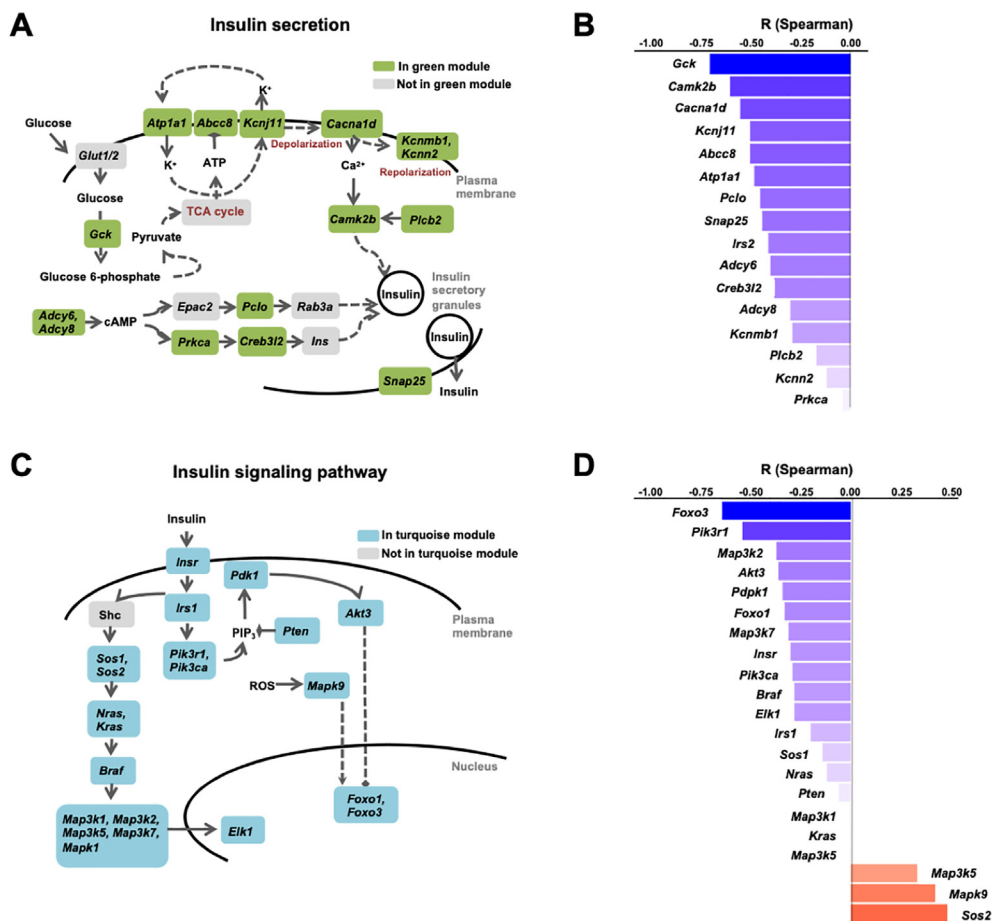 A
Insulin secretion
In green module
Not in green module
K⁺
Atp1a1
Abcc8
Kcnj11
Cacna1d
Glucose
Kcnmb1,
Kcnn2
Depolarization
Glut1/2
K⁺
ATP
Ca²⁺
Repolarization
Plasma
membrane
Glucose
TCA cycle
Camk2b
Plcb2
Gck
Pyruvate
Glucose 6-phosphate
Insulin
secretory
granules
Insulin
Adcy6,
Adcy8
cAMP
Epac2
Pclo
Rab3a
Prkca
Creb3l2
Ins
Insulin
Snap25
Insulin
B
R (Spearman)
-1.00 -0.75 -0.50 -0.25 0.00
Gck
Camk2b
Cacna1d
Kcnj11
Abcc8
Atp1a1
Pclo
Snap25
Irs2
Adcy6
Creb3l2
Adcy8
Kcnmb1
Plcb2
Kcnn2
Prkca
C
Insulin signaling pathway
Insulin
In turquoise module
Not in turquoise module
Insr
Pdk1
Shc
Irs1
Akt3
Plasma
membrane
PIP₃
Pten
Sos1,
Sos2
Pik3r1,
Pik3ca
ROS
Mapk9
Nras,
Kras
Braf
Nucleus
Map3k1, Map3k2,
Map3k5, Map3k7,
Mapk1
Elk1
Foxo1,
Foxo3
D
R (Spearman)
-1.00 -0.75 -0.50 -0.25 0.00 0.25 0.50
Foxo3
Pik3r1
Map3k2
Akt3
Pdpk1
Foxo1
Map3k7
Insr
Pik3ca
Braf
Elk1
Irs1
Sos1
Nras
Pten
Map3k1
Kras
Map3k5
Map3k5
Mapk9
Sos2